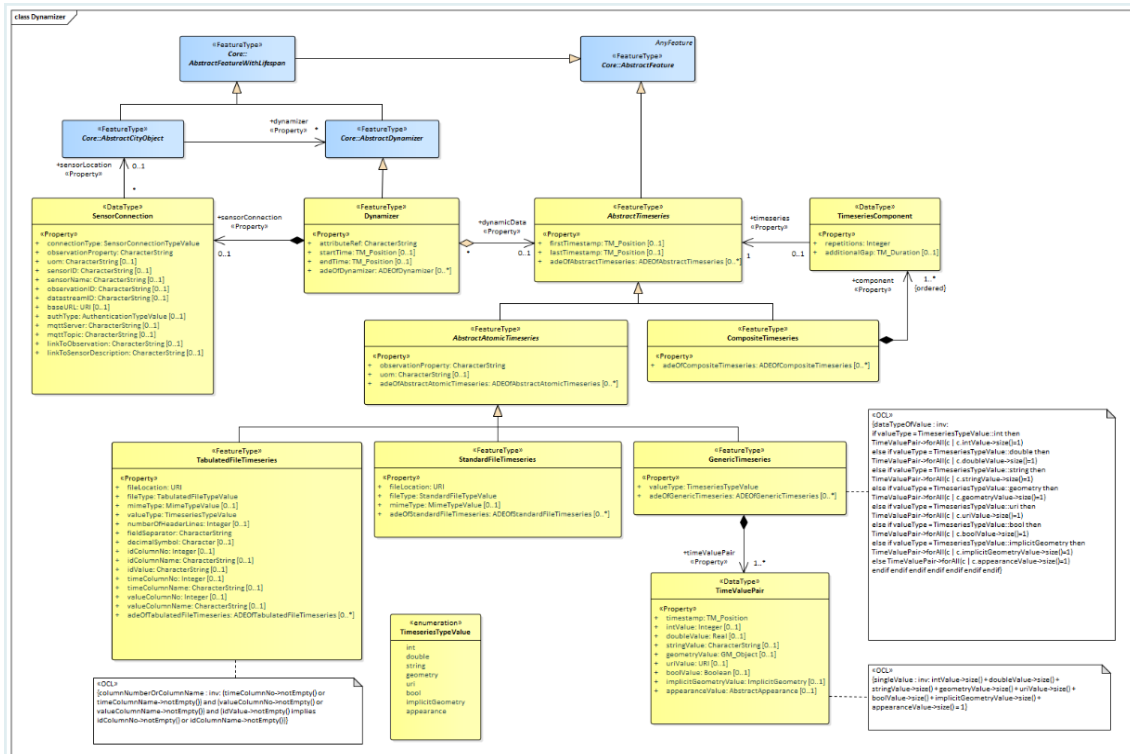 class Dynamizer
«FeatureType»
Core::
AbstractFeatureWithLifespan
AnyFeature
«FeatureType»
Core::AbstractFeature
«FeatureType»
Core::AbstractCityObject
+dynamizer
«Property»
*
«FeatureType»
Core::AbstractDynamizer
+sensorLocation
«Property»
0..1
*
«DataType»
SensorConnection
«Property»
+ connectionType: SensorConnectionTypeValue
+ observationProperty: CharacterString
+ uom: CharacterString [0..1]
+ sensorID: CharacterString [0..1]
+ sensorName: CharacterString [0..1]
+ observationID: CharacterString [0..1]
+ datastreamID: CharacterString [0..1]
+ baseURL: URI [0..1]
+ authType: AuthenticationTypeValue [0..1]
+ mqttServer: CharacterString [0..1]
+ mqttTopic: CharacterString [0..1]
+ linkToObservation: CharacterString [0..1]
+ linkToSensorDescription: CharacterString [0..1]
+sensorConnection
«Property»
0..1
«FeatureType»
Dynamizer
«Property»
+ attributeRef: CharacterString
+ startTime: TM_Position [0..1]
+ endTime: TM_Position [0..1]
+ adeOfDynamizer: ADEOfDynamizer [0..*]
+dynamicData
«Property»
*
0..1
«FeatureType»
AbstractTimeseries
«Property»
+ firstTimestamp: TM_Position [0..1]
+ lastTimestamp: TM_Position [0..1]
+ adeOfAbstractTimeseries: ADEOfAbstractTimeseries [0..*]
+timeseries
«Property»
1
0..1
«DataType»
TimeseriesComponent
«Property»
+ repetitions: Integer
+ additionalGap: TM_Duration [0..1]
+component
«Property»
1..*
{ordered}
«FeatureType»
AbstractAtomicTimeseries
«Property»
+ observationProperty: CharacterString
+ uom: CharacterString [0..1]
+ adeOfAbstractAtomicTimeseries: ADEOfAbstractAtomicTimeseries [0..*]
«FeatureType»
CompositeTimeseries
«Property»
+ adeOfCompositeTimeseries: ADEOfCompositeTimeseries [0..*]
«FeatureType»
TabulatedFileTimeseries
«Property»
+ fileLocation: URI
+ fileType: TabulatedFileTypeValue
+ mimeType: MimeTypeValue [0..1]
+ valueType: TimeseriesTypeValue
+ numberOfHeaderLines: Integer [0..1]
+ fieldSeparator: CharacterString
+ decimalSymbol: Character [0..1]
+ idColumnNo: Integer [0..1]
+ idColumnName: CharacterString [0..1]
+ idValue: CharacterString [0..1]
+ timeColumnNo: Integer [0..1]
+ timeColumnName: CharacterString [0..1]
+ valueColumnNo: Integer [0..1]
+ valueColumnName: CharacterString [0..1]
+ adeOfTabulatedFileTimeseries: ADEOfTabulatedFileTimeseries [0..*]
«FeatureType»
StandardFileTimeseries
«Property»
+ fileLocation: URI
+ fileType: StandardFileTypeValue
+ mimeType: MimeTypeValue [0..1]
+ adeOfStandardFileTimeseries: ADEOfStandardFileTimeseries [0..*]
«FeatureType»
GenericTimeseries
«Property»
+ valueType: TimeseriesTypeValue
+ adeOfGenericTimeseries: ADEOfGenericTimeseries [0..*]
«OCL»
{dataTypeOfValue : inv:
if valueType = TimeseriesTypeValue::int then
TimeValuePair->forAll(c | c.intValue->size()=1)
else if valueType = TimeseriesTypeValue::double then
TimeValuePair->forAll(c | c.doubleValue->size()=1)
else if valueType = TimeseriesTypeValue::string then
TimeValuePair->forAll(c | c.stringValue->size()=1)
else if valueType = TimeseriesTypeValue::geometry then
TimeValuePair->forAll(c | c.geometryValue->size()=1)
else if valueType = TimeseriesTypeValue::uri then
TimeValuePair->forAll(c | c.uriValue->size()=1)
else if valueType = TimeseriesTypeValue::bool then
TimeValuePair->forAll(c | c.boolValue->size()=1)
else if valueType = TimeseriesTypeValue::implicitGeometry then
TimeValuePair->forAll(c | c.implicitGeometryValue->size()=1)
else TimeValuePair->forAll(c | c.appearanceValue->size()=1)
endif endif endif endif endif endif endif}
+timeValuePair
«Property»
1..*
«DataType»
TimeValuePair
«Property»
+ timestamp: TM_Position
+ intValue: Integer [0..1]
+ doubleValue: Real [0..1]
+ stringValue: CharacterString [0..1]
+ geometryValue: GM_Object [0..1]
+ uriValue: URI [0..1]
+ boolValue: Boolean [0..1]
+ implicitGeometryValue: ImplicitGeometry [0..1]
+ appearanceValue: AbstractAppearance [0..1]
«enumeration»
TimeseriesTypeValue
int
double
string
geometry
uri
bool
implicitGeometry
appearance
«OCL»
{columnNumberOrColumnName : inv: (timeColumnNo->notEmpty() or
timeColumnName->notEmpty()) and (valueColumnNo->notEmpty() or
valueColumnName->notEmpty()) and (idValue->notEmpty() implies
idColumnNo->notEmpty() or idColumnName->notEmpty())}
«OCL»
{singleValue : inv: intValue->size() + doubleValue->size() +
stringValue->size() + geometryValue->size() + uriValue->size() +
boolValue->size() + implicitGeometryValue->size() +
appearanceValue->size() = 1}